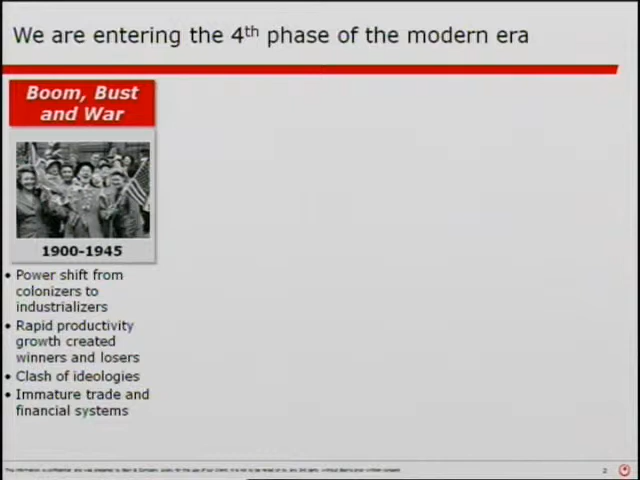 We are entering the 4th phase of the modern era
Boom, Bust
and War
1900-1945
• Power shift from
colonizers to
industrializers
• Rapid productivity
growth created
winners and losers
• Clash of ideologies
• Immature trade and
financial systems
2